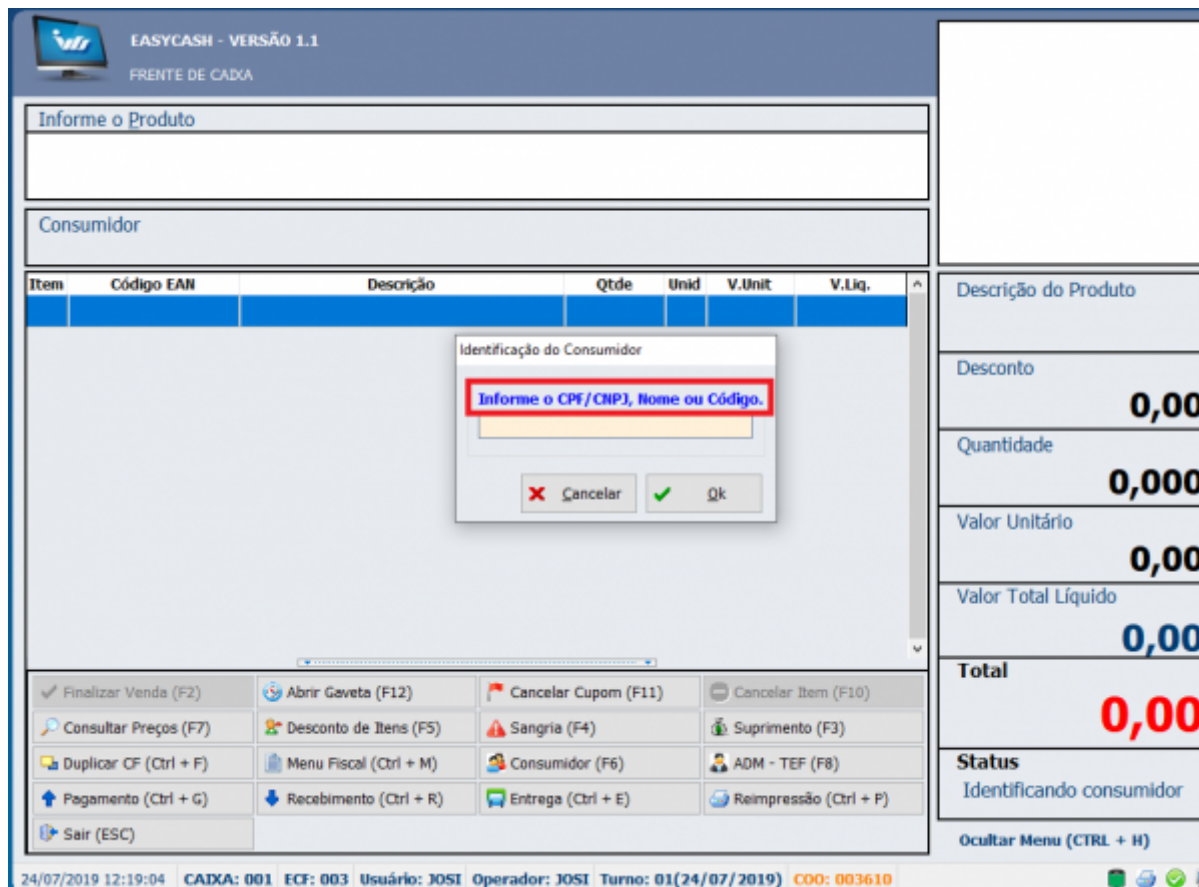 EASYCASH - VERSÃO 1.1
FRENTE DE CAIXA
Informe o Produto
Consumidor
Item Código EAN Descrição Qtde Unid V.Unit V.Liq.
Identificação do Consumidor
Informe o CPF/CNPJ, Nome ou Código.
Cancelar Ok
Descrição do Produto
Desconto
0,00
Quantidade
0,000
Valor Unitário
0,00
Valor Total Líquido
0,00
Total
0,00
Status
Identificando consumidor
Ocultar Menu (CTRL + H)
Finalizar Venda (F2) Abrir Gaveta (F12) Cancelar Cupom (F11) Cancelar Item (F10)
Consultar Preços (F7) Desconto de Itens (F5) Sangria (F4) Suprimento (F3)
Duplicar CF (Ctrl + F) Menu Fiscal (Ctrl + M) Consumidor (F6) ADM - TEF (F8)
Pagamento (Ctrl + G) Recebimento (Ctrl + R) Entrega (Ctrl + E) Reimpressão (Ctrl + P)
Sair (ESC)
24/07/2019 12:19:04 CAIXA: 001 ECF: 003 Usuário: JOSI Operador: JOSI Turno: 01(24/07/2019) COO: 003610